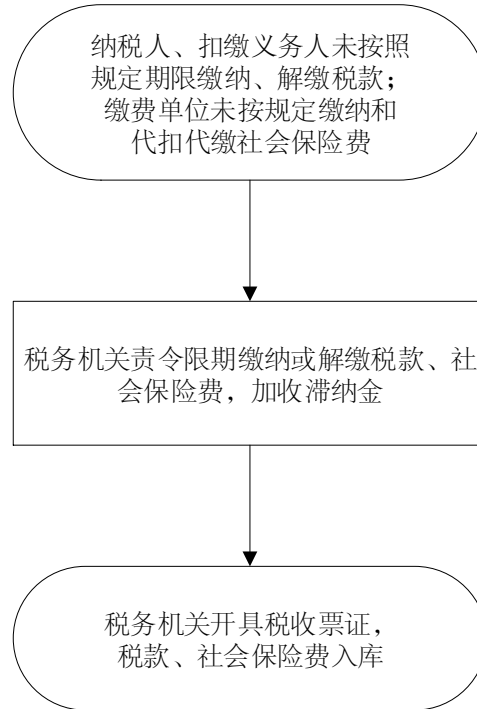 纳税人、扣缴义务人未按照
规定期限缴纳、解缴税款；
缴费单位未按规定缴纳和
代扣代缴社会保险费
税务机关责令限期缴纳或解缴税款、社
会保险费，加收滞纳金
税务机关开具税收票证，
税款、社会保险费入库